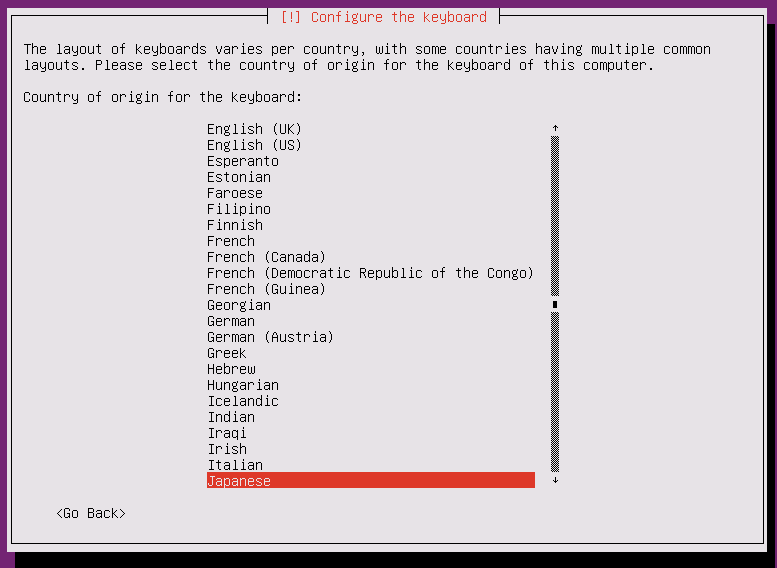 [!] Configure the keyboard
The layout of keyboards varies per country, with some countries having multiple common
layouts. Please select the country of origin for the keyboard of this computer.
Country of origin for the keyboard:
English (UK)
English (US)
Esperanto
Estonian
Faroese
Filipino
Finnish
French
French (Canada)
French (Democratic Republic of the Congo)
French (Guinea)
Georgian
German
German (Austria)
Greek
Hebrew
Hungarian
Icelandic
Indian
Iraqi
Irish
Italian
Japanese
<Go Back>